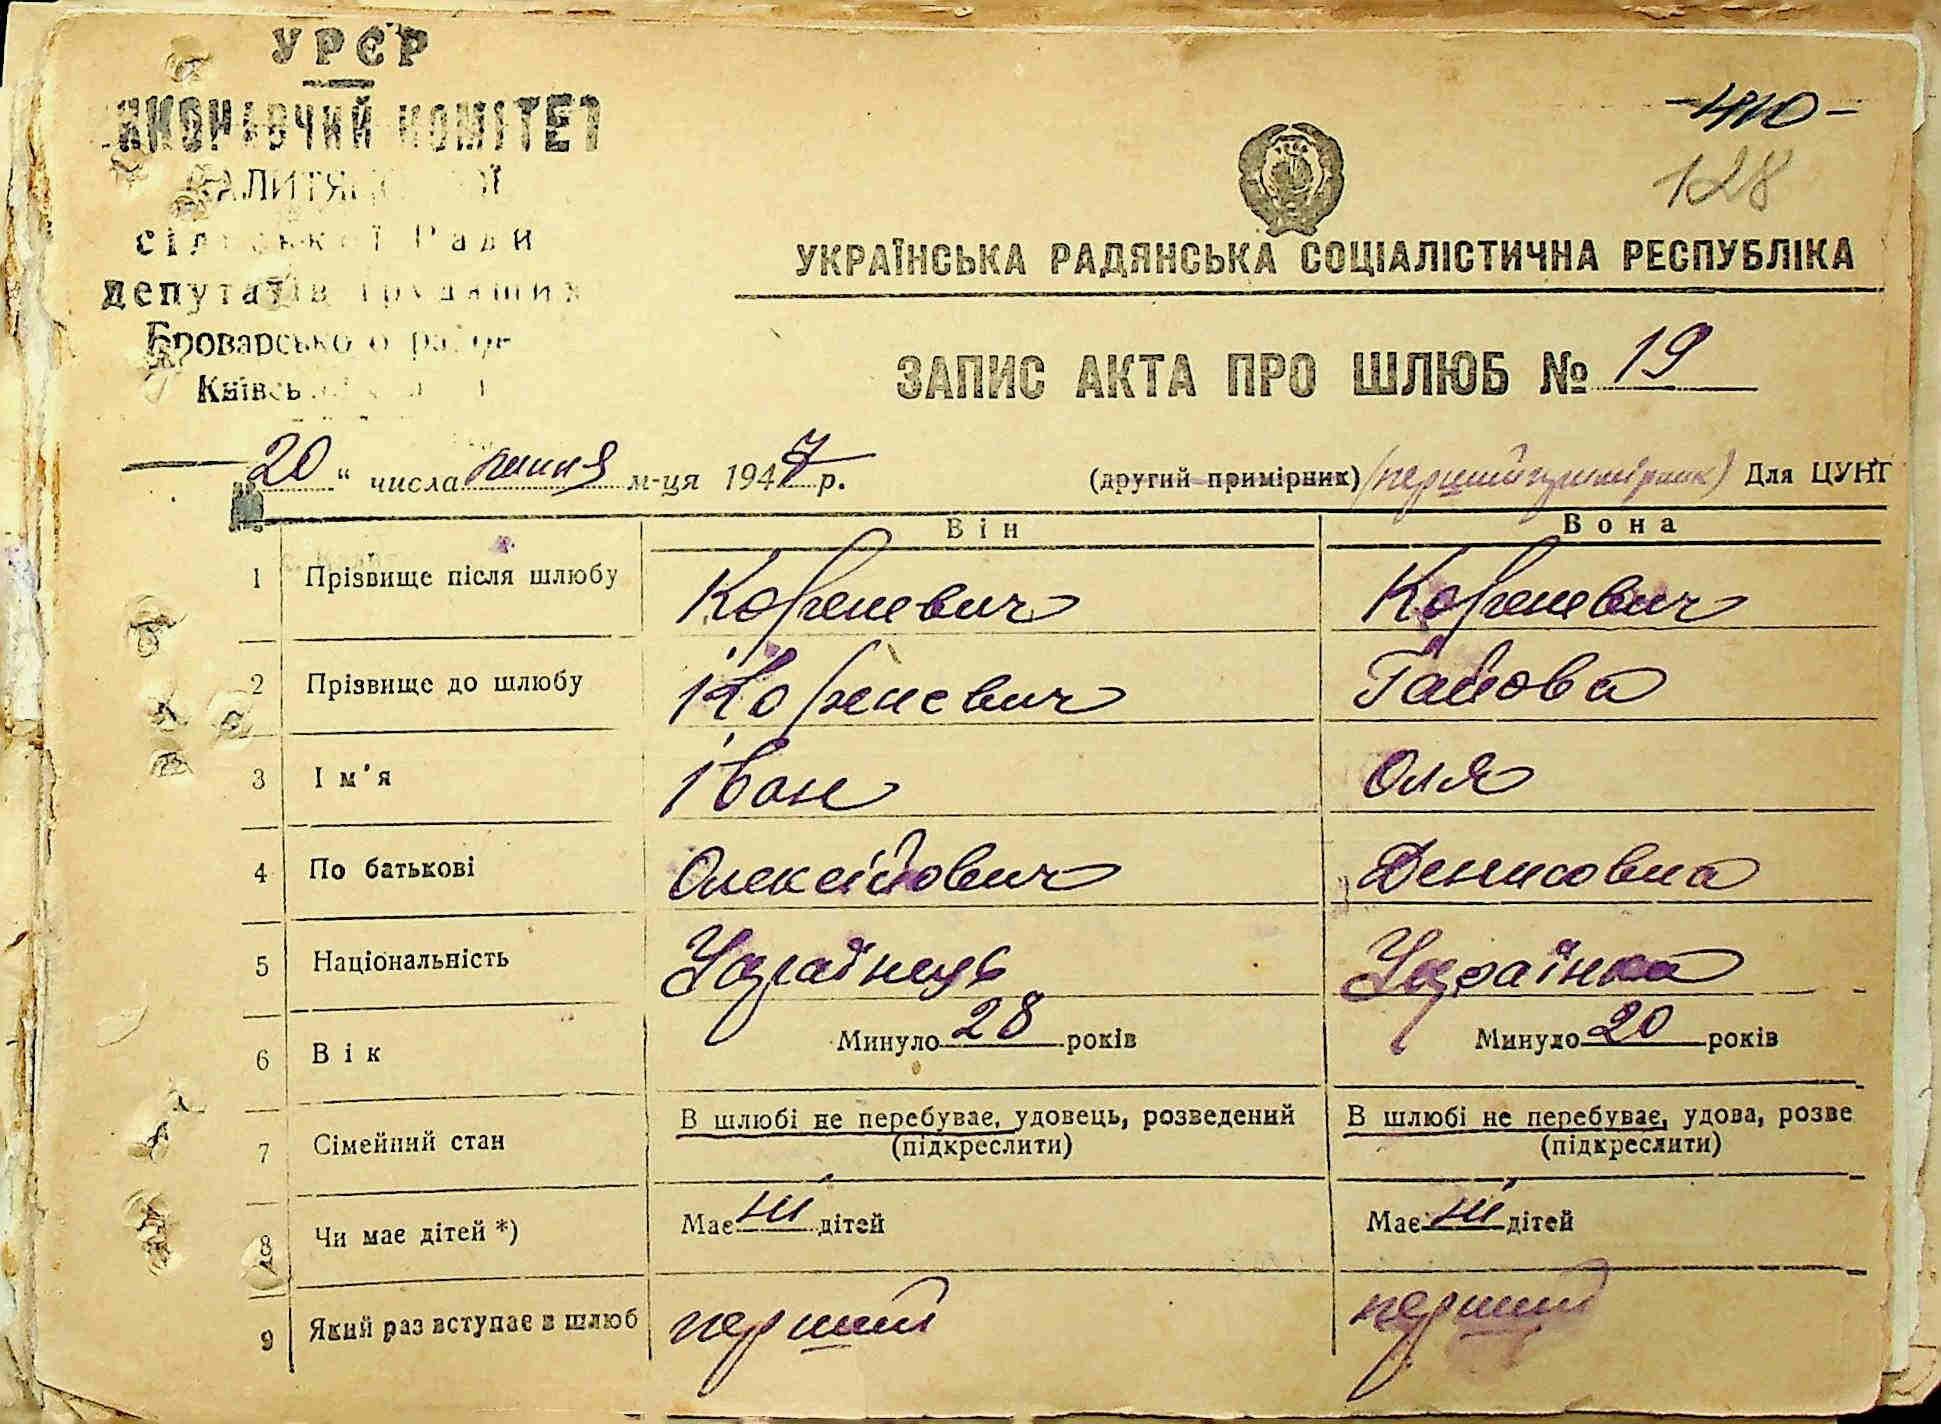 УРСР
ВИКОНАВЧИЙ КОМІТЕТ
сільської Ради
депутатів трудящих
Броварського
-410-
128
УКРАЇНСЬКА РАДЯНСЬКА СОЦІАЛІСТИЧНА РЕСПУБЛІКА
ЗАПИС АКТА ПРО ШЛЮБ № 19
20 " числа липня м-ця 1947 р. (другий примірник) (перший примірник) Для ЦУНГ
Він Вона
1 Прізвище після шлюбу Кореневич Кореневич
2 Прізвище до шлюбу Кореневич
3 Ім'я Іван Оля
4 По батькові Олексійович Денисовна
5 Національність Українець Українка
6 Вік Минуло 28 років Минуло 20 років
7 Сімейний стан В шлюбі не перебуває, удовець, розведений В шлюбі не перебуває, удова, розве
(підкреслити) (підкреслити)
8 Чи має дітей *) Має ні дітей Має ні дітей
9 Який раз вступає в шлюб перший перший